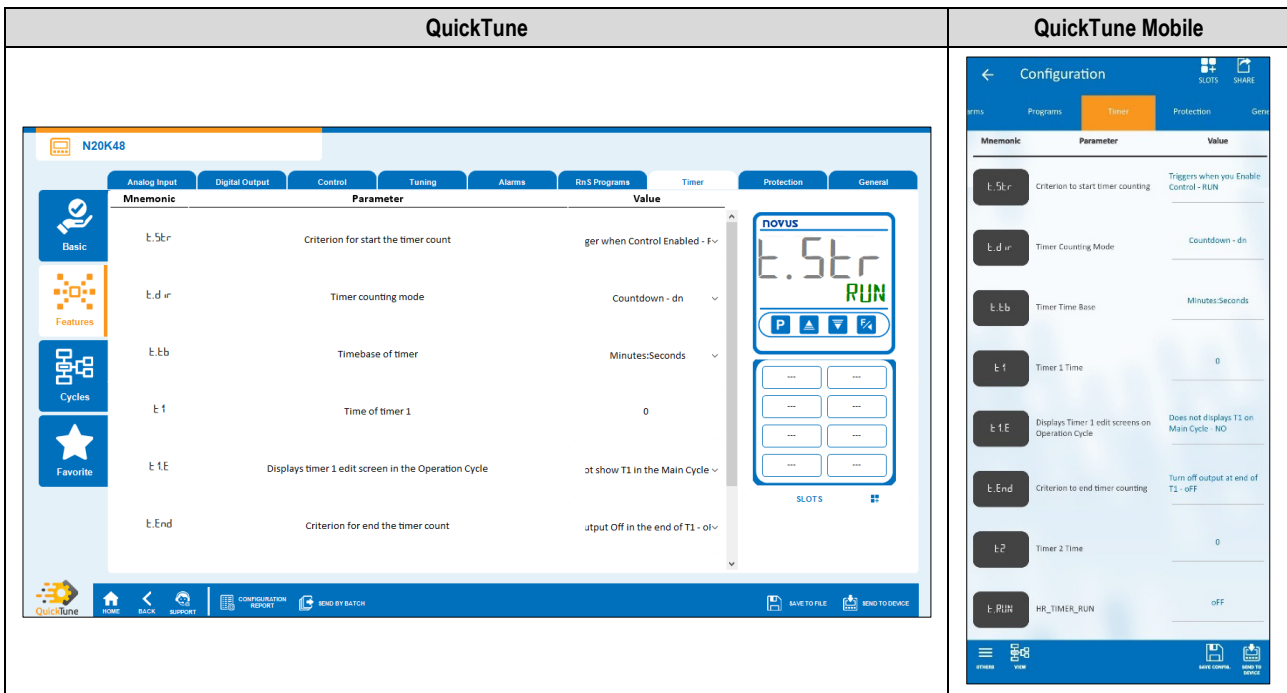 QuickTune
QuickTune Mobile
N20K48
Analog Input
Digital Output
Control
Tuning
Alarms
RnS Programs
Timer
Protection
General
Mnemonic
Parameter
Value
Basic
Features
Cycles
Favorite
t.Str
Criterion for start the timer count
ger when Control Enabled - F
t.d ir
Timer counting mode
Countdown - dn
t.tb
Timebase of timer
Minutes:Seconds
t1
Time of timer 1
0
t1.E
Displays timer 1 edit screen in the Operation Cycle
ot show T1 in the Main Cycle
t.End
Criterion for end the timer count
utput Off in the end of T1 - of
novus
t.Str
RUN
P
F/
---
---
---
---
---
---
---
---
SLOTS
QuickTune
HOME
BACK
SUPPORT
CONFIGURATION
REPORT
SEND BY BATCH
SAVE TO FILE
SEND TO DEVICE
Configuration
SLOTS
SHARE
arms
Programs
Timer
Protection
Gene
Mnemonic
Parameter
Value
t.Str
Criterion to start timer counting
Triggers when you Enable
Control - RUN
t.d ir
Timer Counting Mode
Countdown - dn
t.tb
Timer Time Base
Minutes:Seconds
t1
Timer 1 Time
0
t1.E
Displays Timer 1 edit screens on
Operation Cycle
Does not displays T1 on
Main Cycle - NO
t.End
Criterion to end timer counting
Turn off output at end of
T1 - oFF
t2
Timer 2 Time
0
t.RUN
HR_TIMER_RUN
oFF
OTHERS
VIEW
SAVE CONFIG.
SEND TO
DEVICE